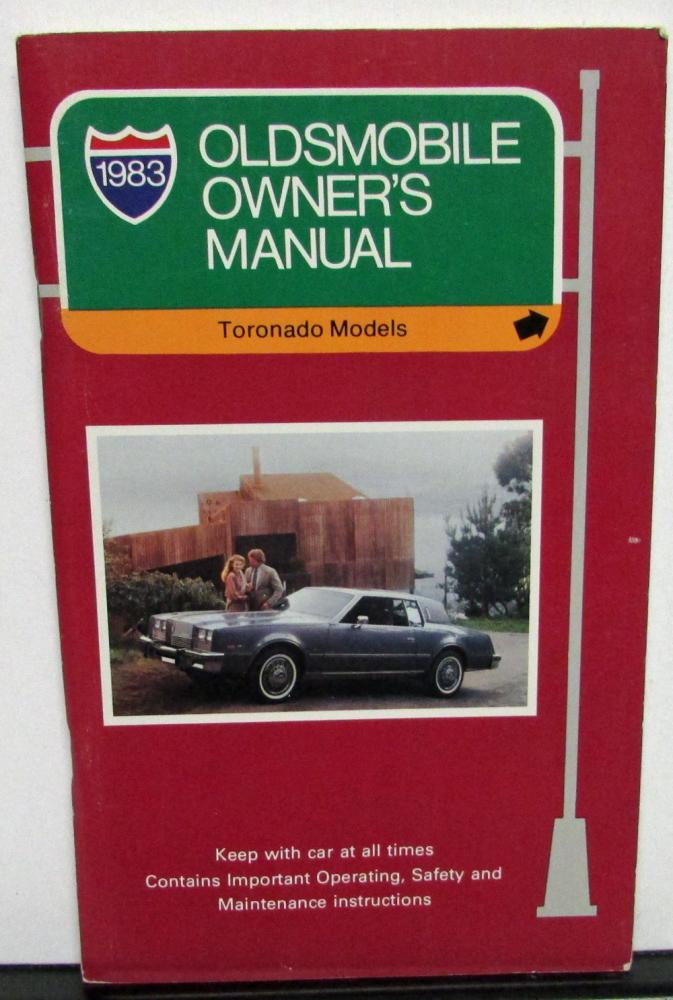 1983
OLDSMOBILE
OWNER'S
MANUAL
Toronado Models
Keep with car at all times
Contains Important Operating, Safety and
Maintenance instructions